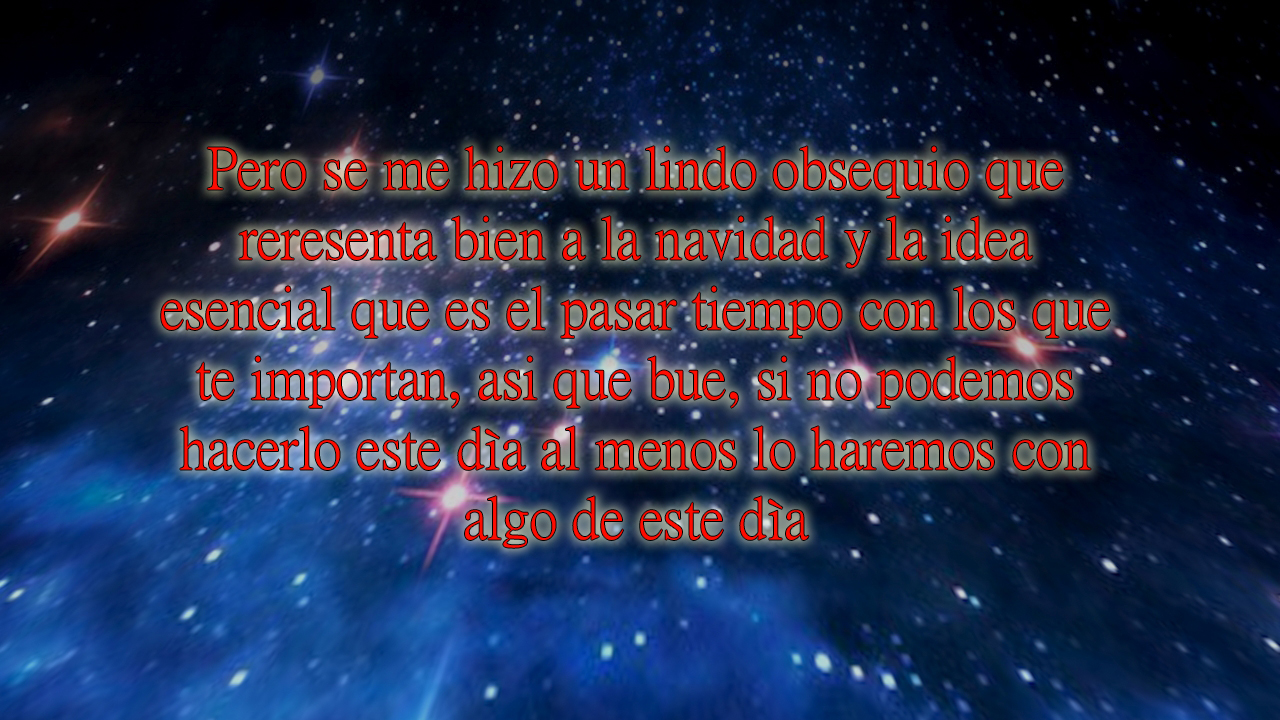 Pero se me hizo un lindo obsequio que
reresenta bien a la navidad y la idea
esencial que es el pasar tiempo con los que
te importan, asi que bue, si no podemos
hacerlo este dìa al menos lo haremos con
algo de este dìa